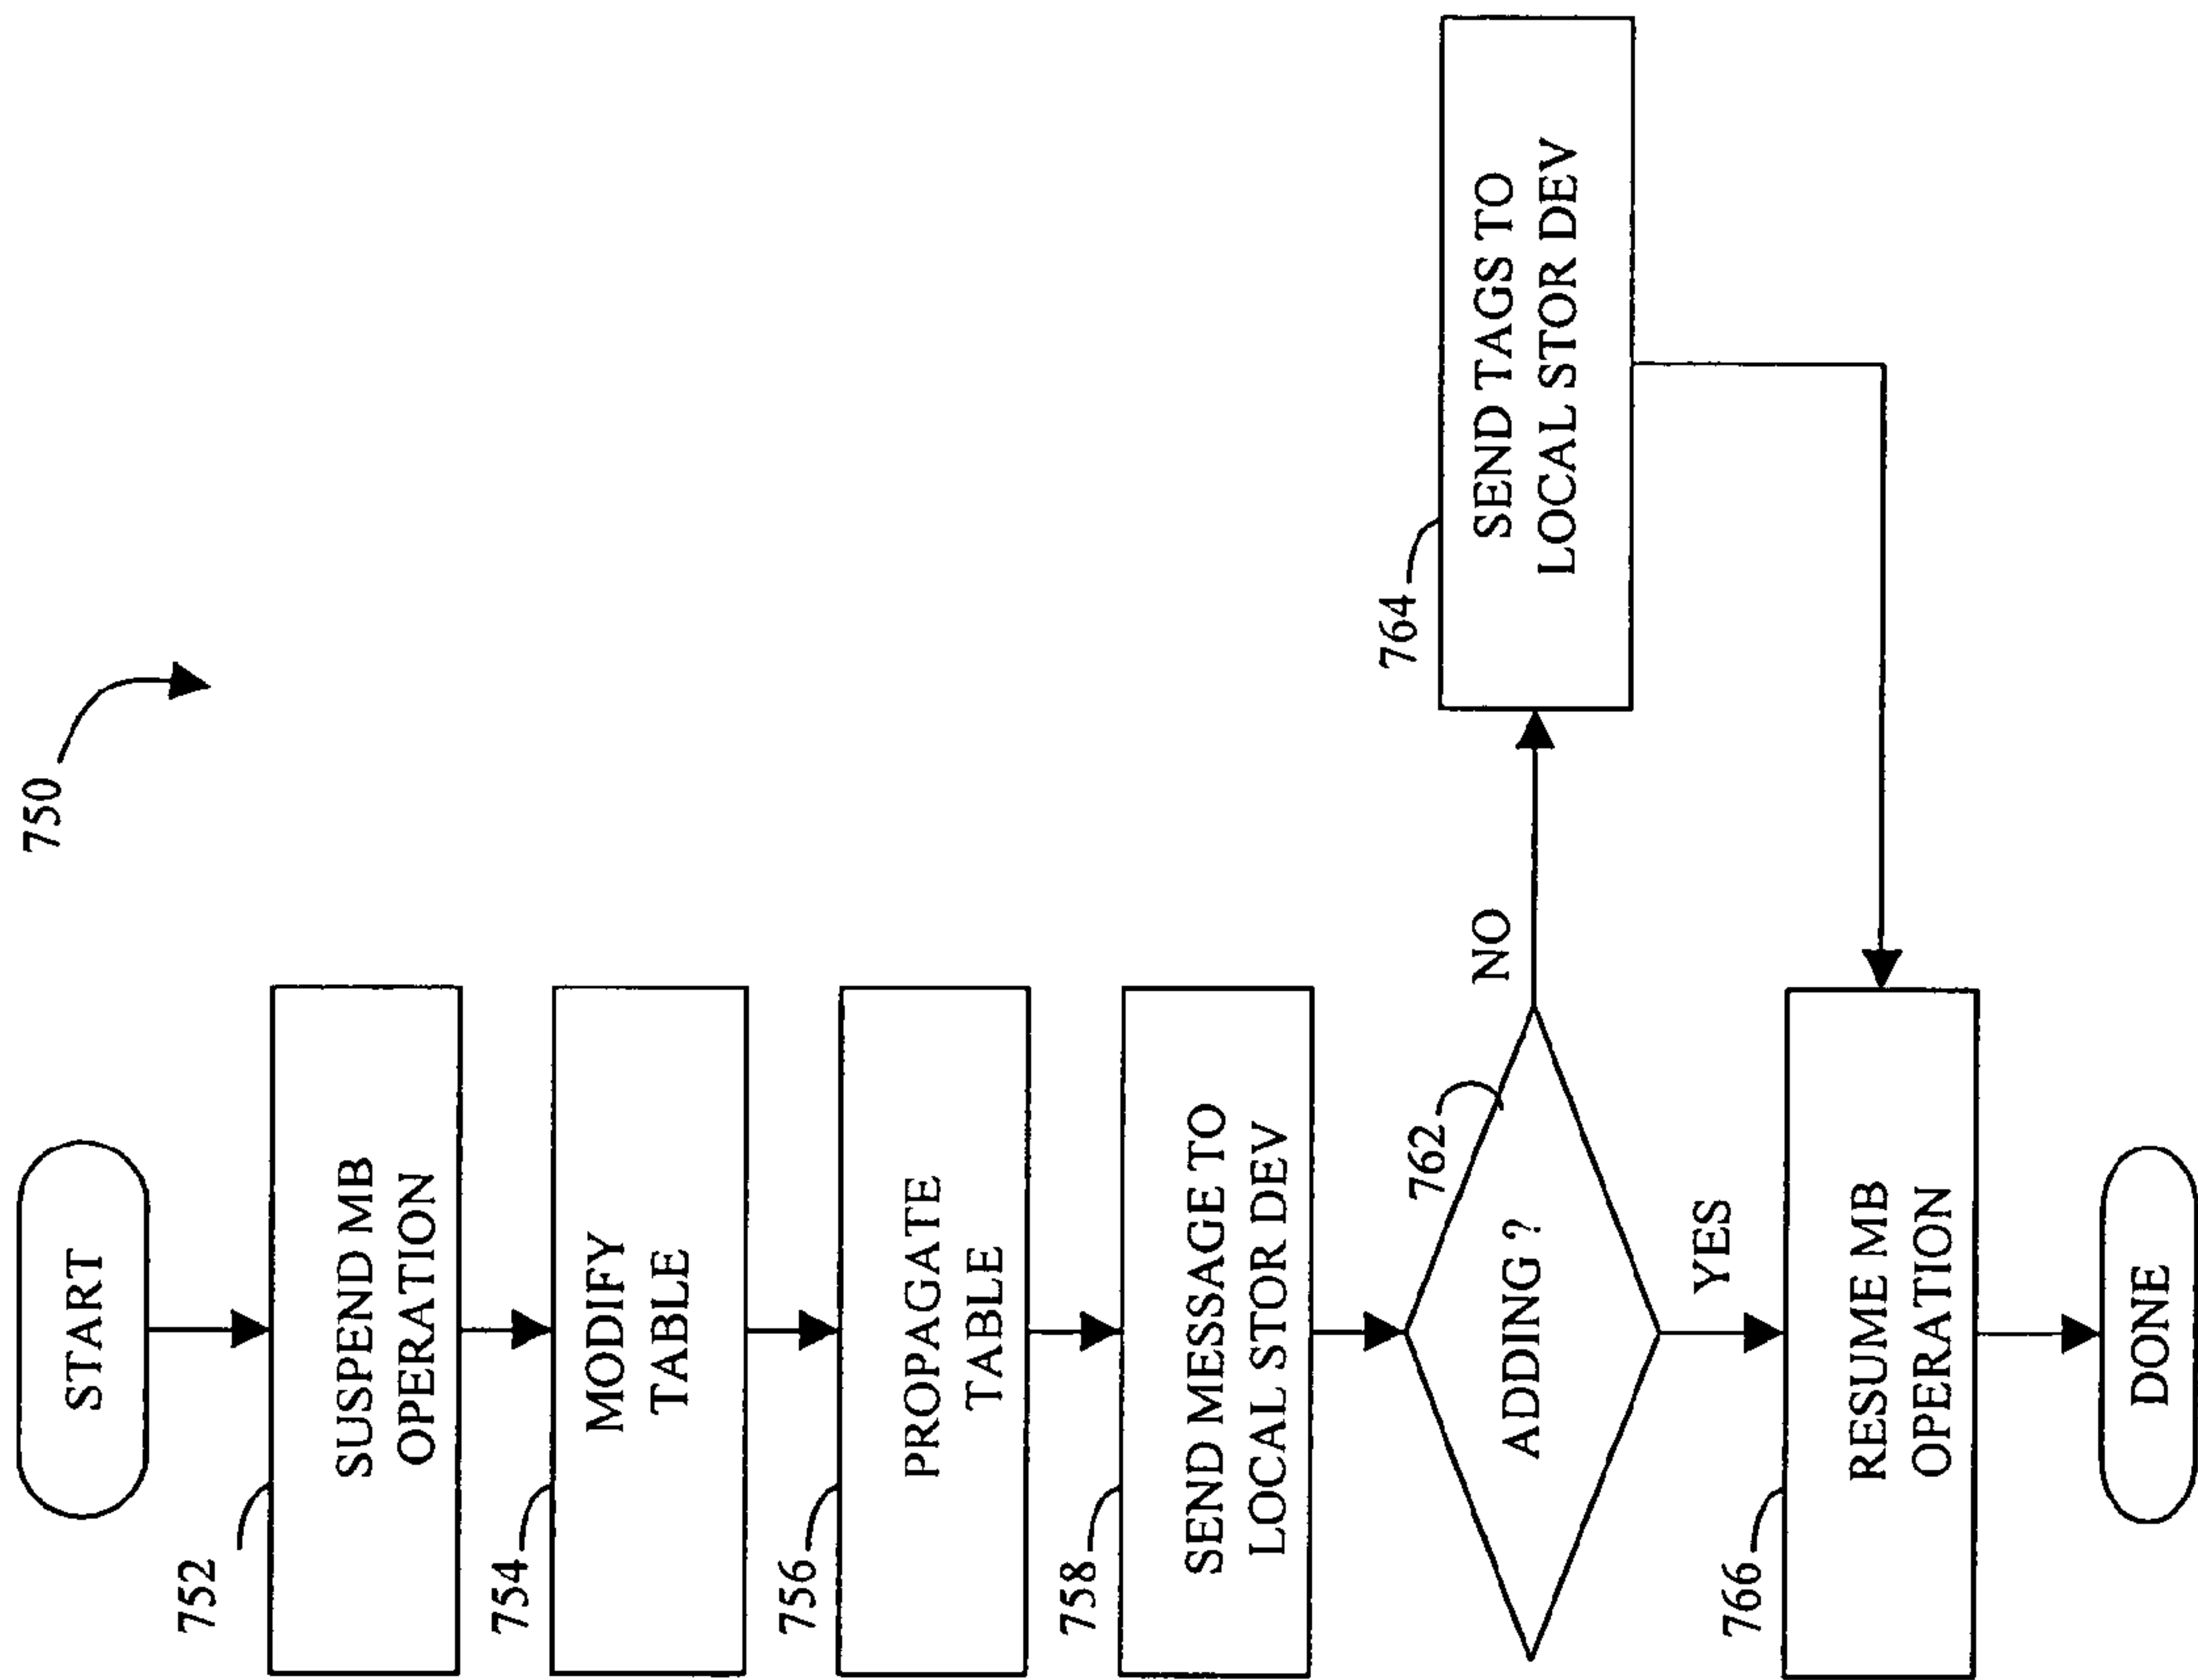 750
START
752
SUSPEND MB
OPERATION
754
MODIFY
TABLE
756
PROPAGATE
TABLE
758
SEND MESSAGE TO
LOCAL STOR DEV
762
ADDING ?
NO
764
SEND TAGS TO
LOCAL STOR DEV
YES
766
RESUME MB
OPERATION
DONE